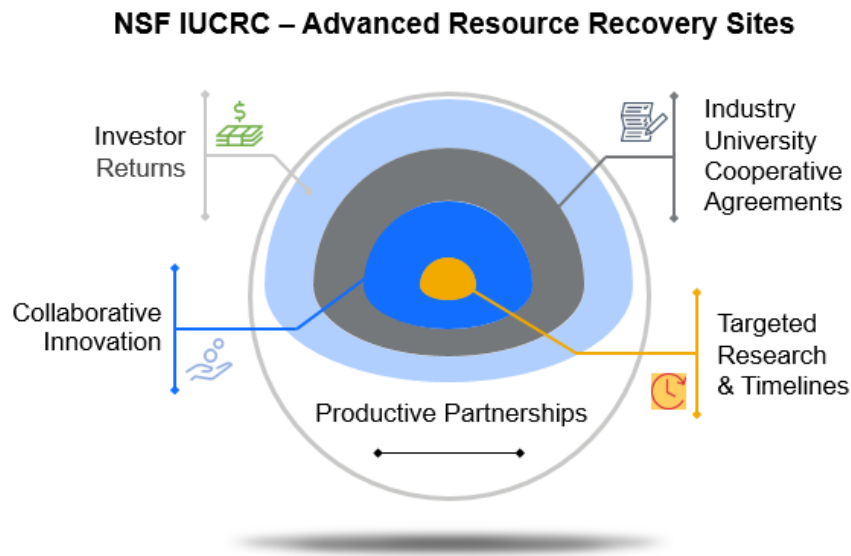 NSF IUCRC – Advanced Resource Recovery Sites
Investor
Returns
$
Industry
University
Cooperative
Agreements
Collaborative
Innovation
Targeted
Research
& Timelines
Productive Partnerships